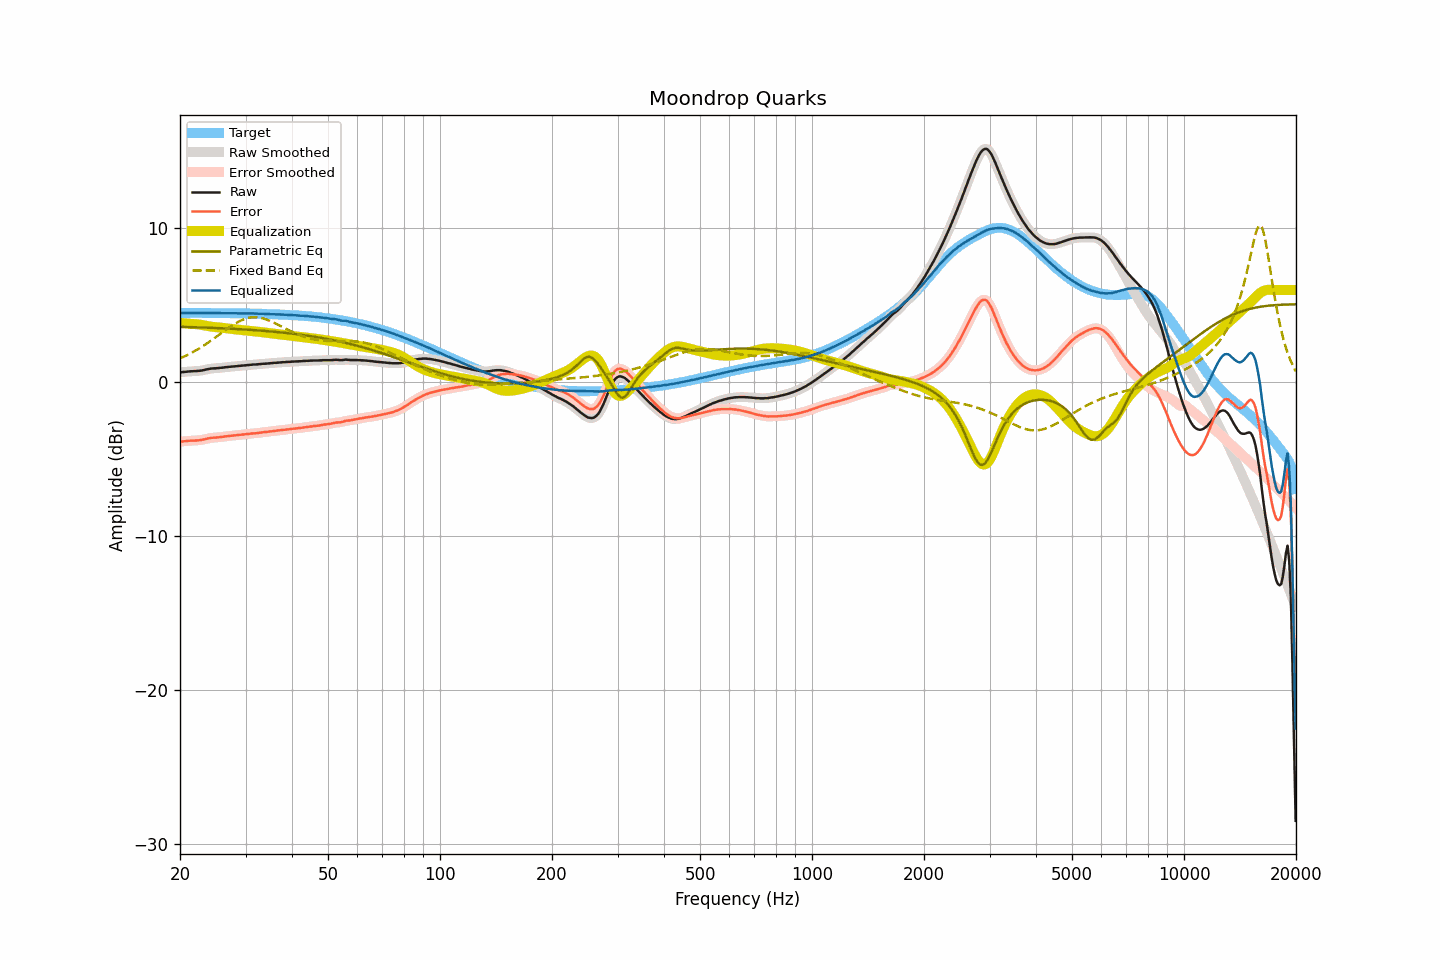 Moondrop Quarks
Target
Raw Smoothed
Error Smoothed
Raw
Error
Equalization
Parametric Eq
Fixed Band Eq
Equalized
10
0
−10
−20
−30
Amplitude (dBr)
20 50 100 200 500 1000 2000 5000 10000 20000
Frequency (Hz)